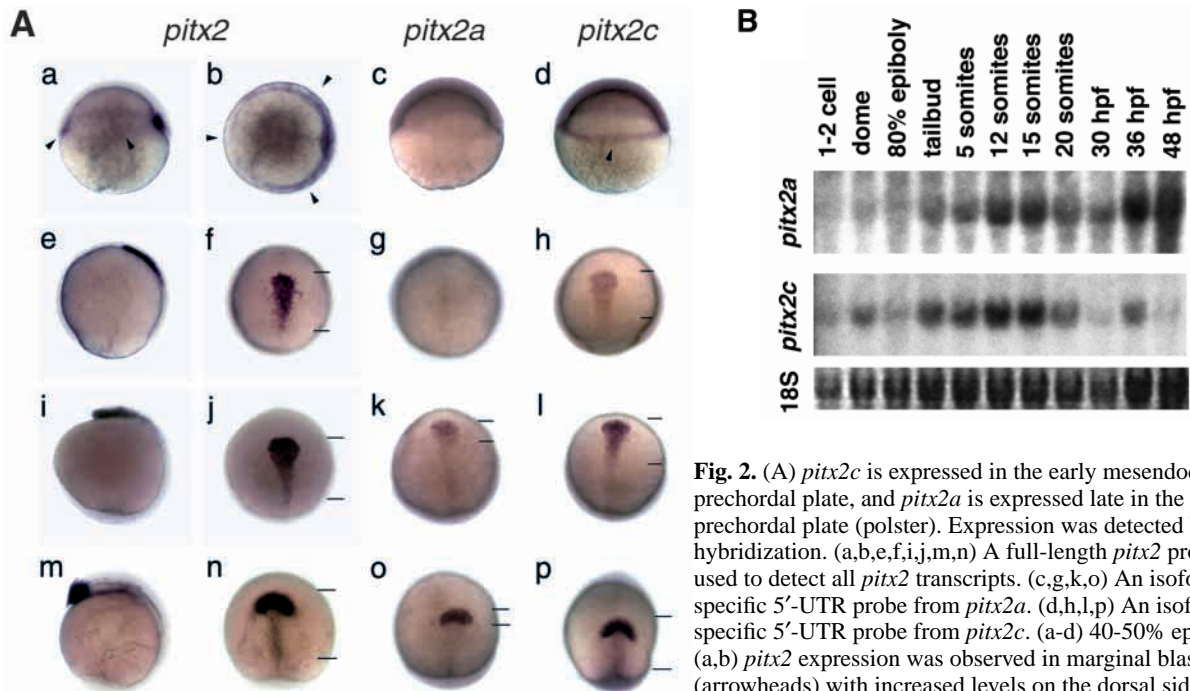 A
pitx2 pitx2a pitx2c
a b c d
e f g h
i j k l
m n o p
B
1-2 cell
dome
80% epiboly
tailbud
5 somites
12 somites
15 somites
20 somites
30 hpf
36 hpf
48 hpf
pitx2a
pitx2c
18S
Fig. 2. (A) pitx2c is expressed in the early mesendo
prechordal plate, and pitx2a is expressed late in the
prechordal plate (polster). Expression was detected
hybridization. (a,b,e,f,i,j,m,n) A full-length pitx2 pr
used to detect all pitx2 transcripts. (c,g,k,o) An isofo
specific 5′-UTR probe from pitx2a. (d,h,l,p) An isof
specific 5′-UTR probe from pitx2c. (a-d) 40-50% ep
(a,b) pitx2 expression was observed in marginal blas
(arrowheads) with increased levels on the dorsal sid